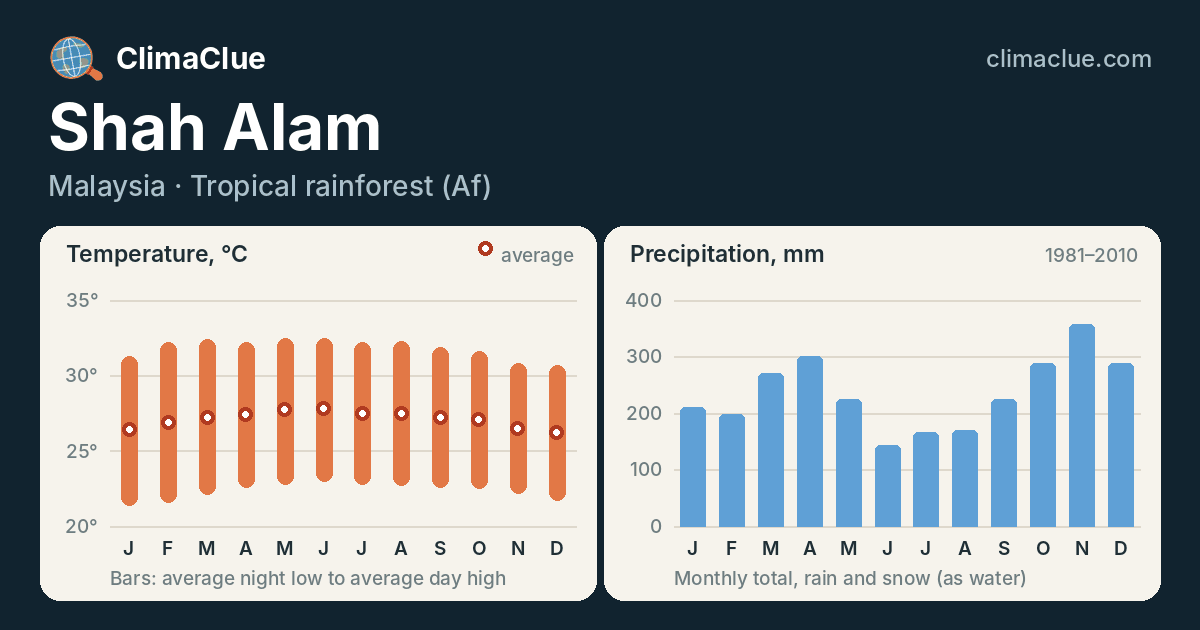 ClimaClue
climaclue.com
Shah Alam
Malaysia · Tropical rainforest (Af)
Temperature, °C
average
35°
30°
25°
20°
J F M A M J J A S O N D
Bars: average night low to average day high
Precipitation, mm
1981–2010
400
300
200
100
0
J F M A M J J A S O N D
Monthly total, rain and snow (as water)